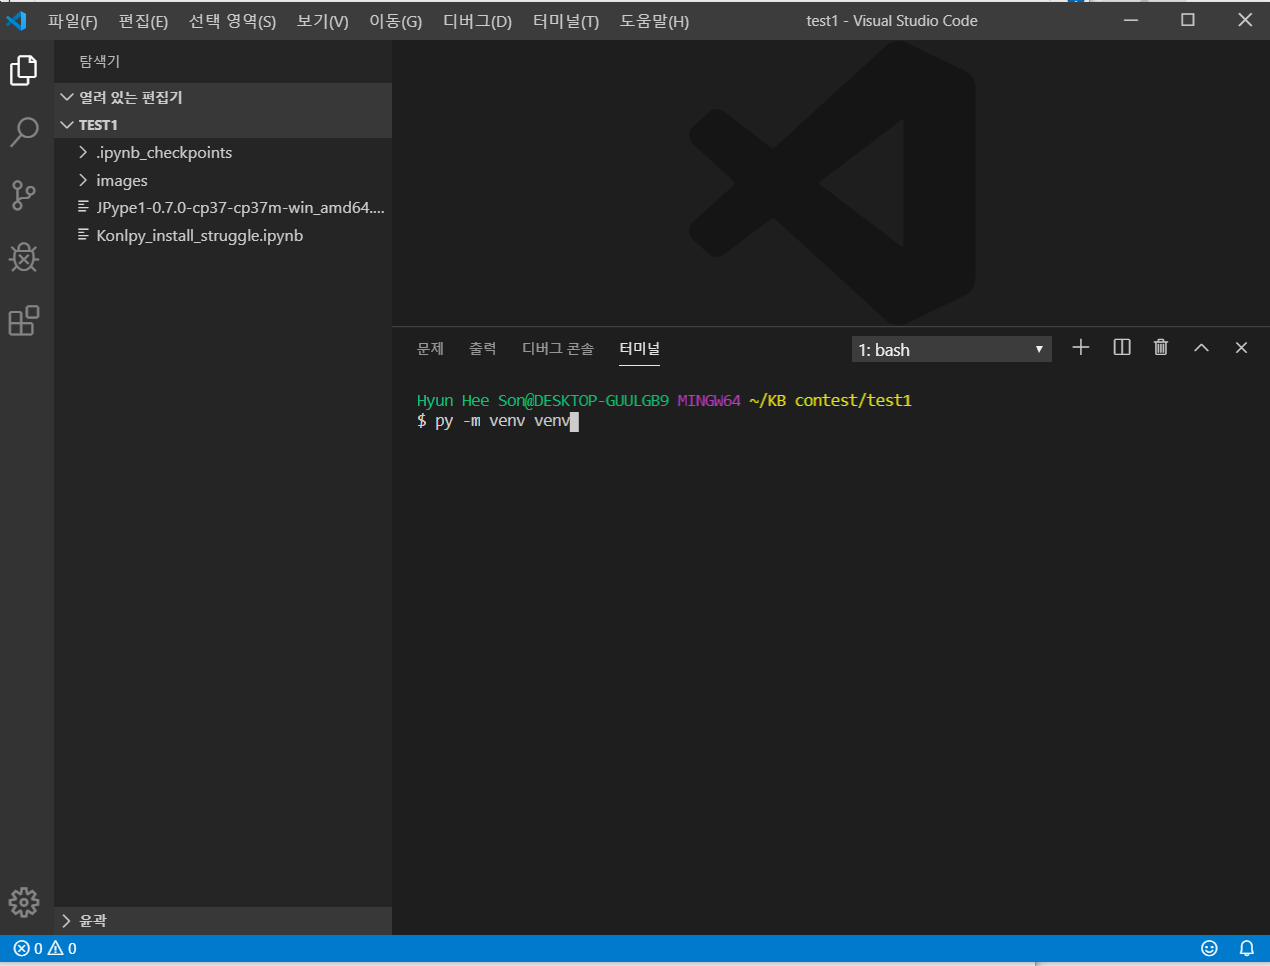 파일(F) 편집(E) 선택 영역(S) 보기(V) 이동(G) 디버그(D) 터미널(T) 도움말(H) test1 - Visual Studio Code
탐색기
열려 있는 편집기
TEST1
.ipynb_checkpoints
images
JPype1-0.7.0-cp37-cp37m-win_amd64....
Konlpy_install_struggle.ipynb
문제 출력 디버그 콘솔 터미널 1: bash
Hyun Hee Son@DESKTOP-GUULGB9 MINGW64 ~/KB contest/test1
$ py -m venv venv
윤곽
0 0